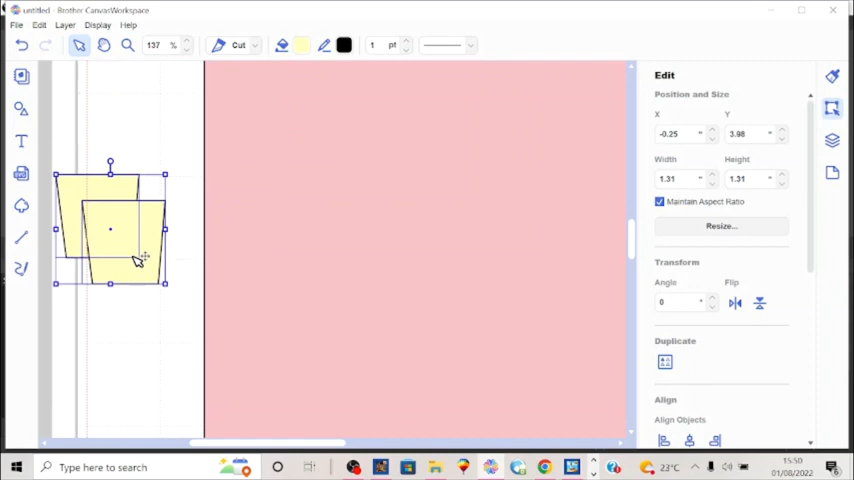 untitled - Brother CanvasWorkspace
File Edit Layer Display Help
137 % Cut 1 pt
Edit
Position and Size
X Y
-0.25 " 3.98 "
Width Height
1.31 " 1.31 "
Maintain Aspect Ratio
Resize...
Transform
Angle Flip
0 °
Duplicate
Align
Align Objects
Type here to search
23°C
15:50
01/08/2022
6